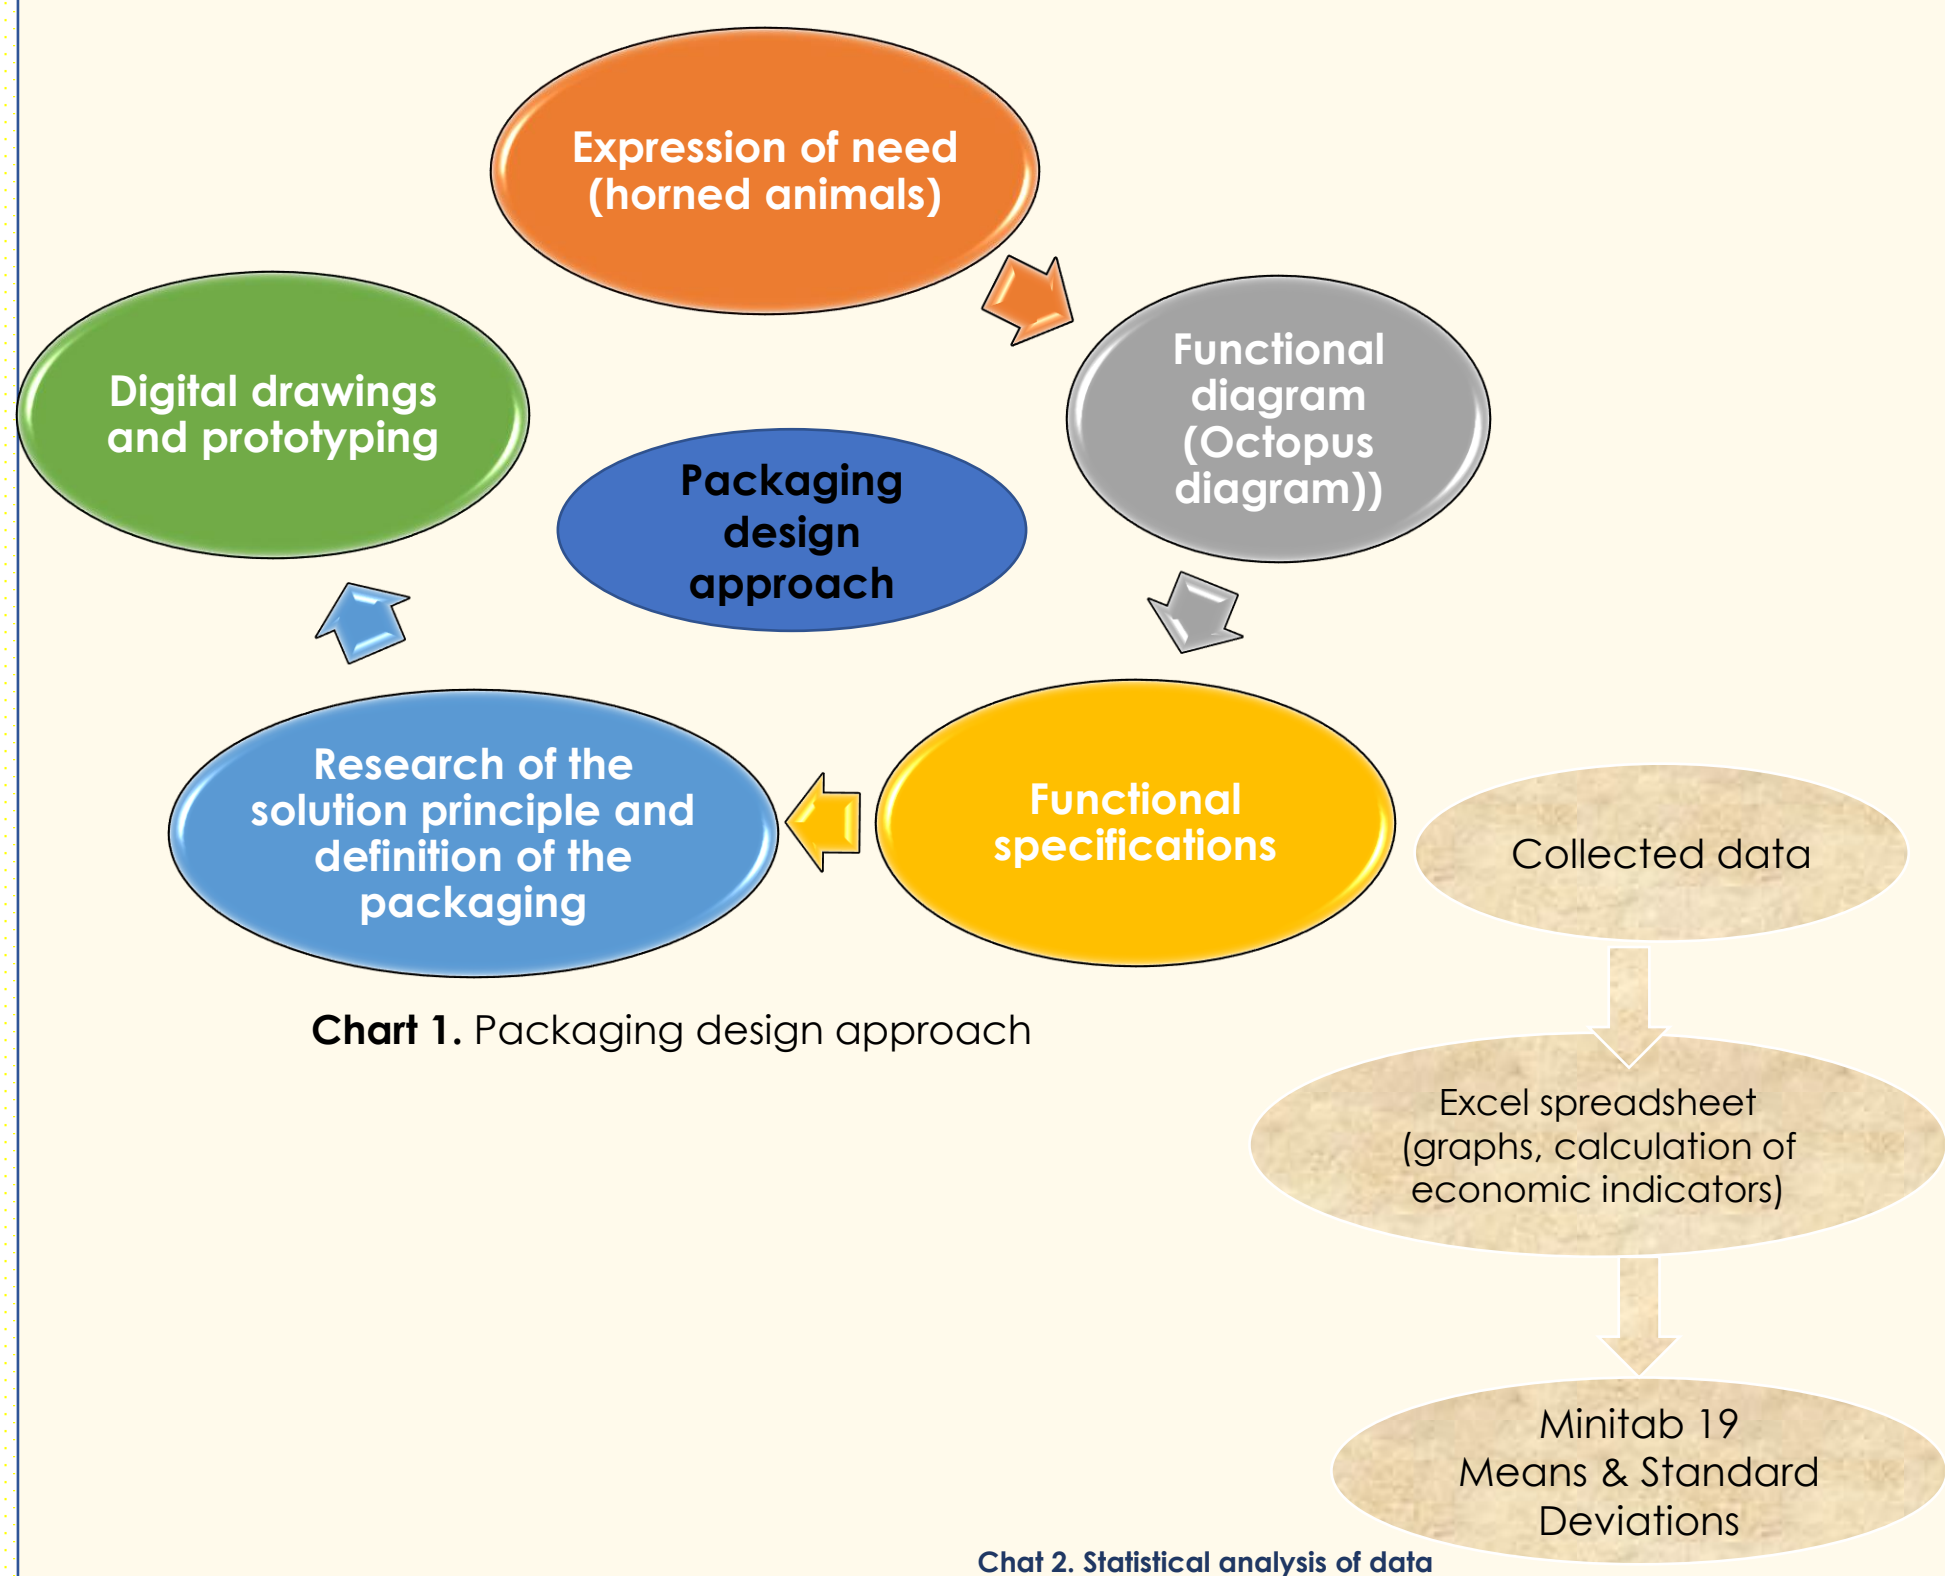 Expression of need
(horned animals)
Functional
diagram
(Octopus
diagram))
Digital drawings
and prototyping
Packaging
design
approach
Research of the
solution principle and
definition of the
packaging
Functional
specifications
Chart 1. Packaging design approach
Collected data
Excel spreadsheet
(graphs, calculation of
economic indicators)
Minitab 19
Means & Standard
Deviations
Chat 2. Statistical analysis of data